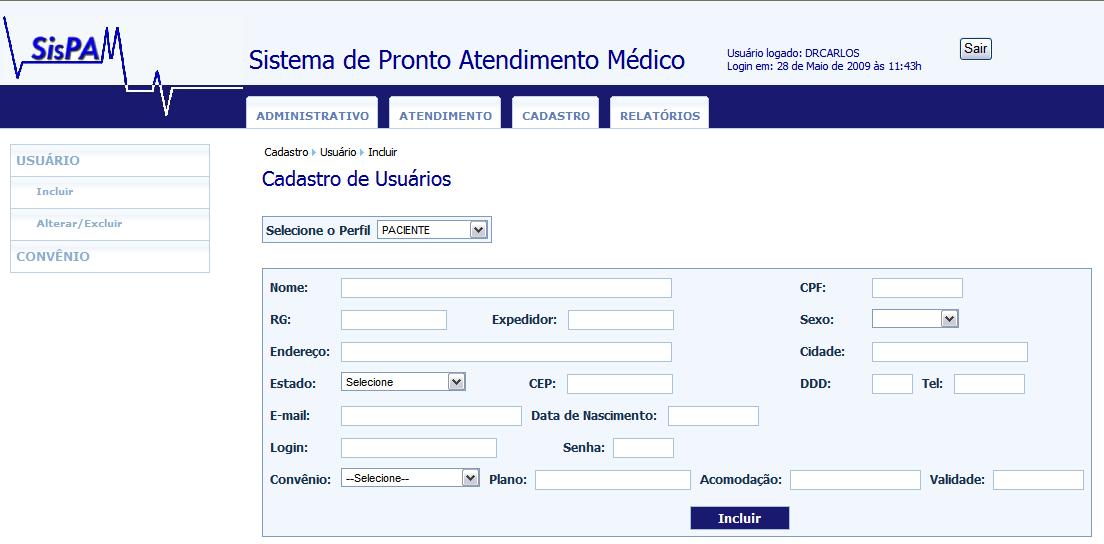 SisPA
Sistema de Pronto Atendimento Médico
Usuário logado: DRCARLOS
Login em: 28 de Maio de 2009 às 11:43h
Sair
ADMINISTRATIVO ATENDIMENTO CADASTRO RELATÓRIOS
USUÁRIO
Incluir
Alterar/Excluir
CONVÊNIO
Cadastro Usuário Incluir
Cadastro de Usuários
Selecione o Perfil PACIENTE
Nome: CPF:
RG: Expedidor: Sexo:
Endereço: Cidade:
Estado: Selecione CEP: DDD: Tel:
E-mail: Data de Nascimento:
Login: Senha:
Convênio: --Selecione-- Plano: Acomodação: Validade:
Incluir